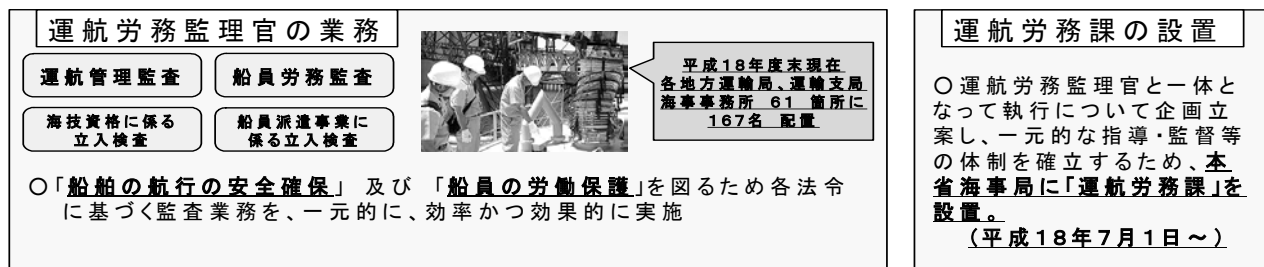 運航労務監理官の業務
運航管理監査
船員労務監査
海技資格に係る
立入検査
船員派遣事業に
係る立入検査
平成18年度末現在
各地方運輸局、運輸支局
海事事務所 61 箇所に
167名 配置
○「船舶の航行の安全確保」 及び 「船員の労働保護」を図るため各法令
に基づく監査業務を、一元的に、効率かつ効果的に実施
運航労務課の設置
○運航労務監理官と一体と
なって執行について企画立
案し、一元的な指導・監督等
の体制を確立するため、本
省海事局に「運航労務課」を
設置。
(平成18年7月1日~)